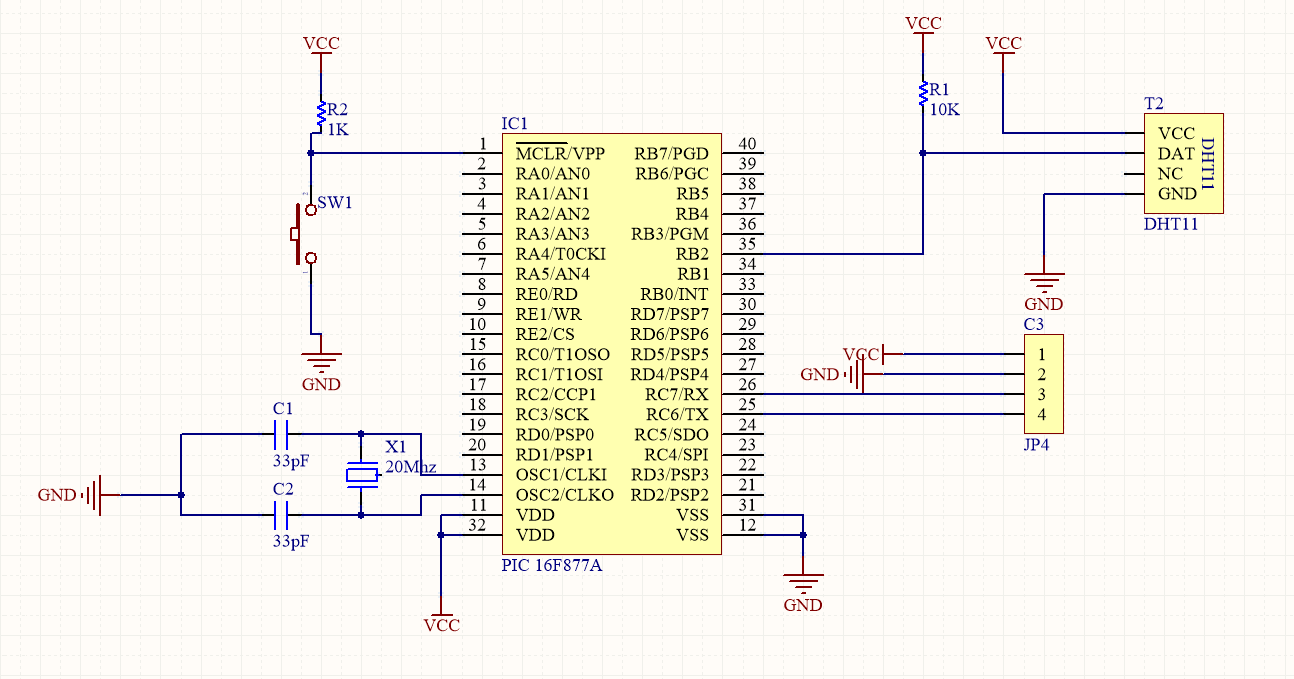 VCC
VCC
VCC
R1
10K
R2
1K
T2
VCC
DAT
NC
GND
DHT11
DHT11
GND
SW1
2
1
GND
IC1
1 MCLR/VPP RB7/PGD 40
2 RA0/AN0 RB6/PGC 39
3 RA1/AN1 RB5 38
4 RA2/AN2 RB4 37
5 RA3/AN3 RB3/PGM 36
6 RA4/T0CKI RB2 35
7 RA5/AN4 RB1 34
8 RE0/RD RB0/INT 33
9 RE1/WR RD7/PSP7 30
10 RE2/CS RD6/PSP6 29
15 RC0/T1OSO RD5/PSP5 28
16 RC1/T1OSI RD4/PSP4 27
17 RC2/CCP1 RC7/RX 26
18 RC3/SCK RC6/TX 25
19 RD0/PSP0 RC5/SDO 24
20 RD1/PSP1 RC4/SPI 23
13 OSC1/CLKI RD3/PSP3 22
14 OSC2/CLKO RD2/PSP2 21
11 VDD VSS 31
32 VDD VSS 12
PIC 16F877A
C3
VCC 1
GND 2
3
4
JP4
C1
33pF
X1
20Mhz
GND
C2
33pF
VCC
GND